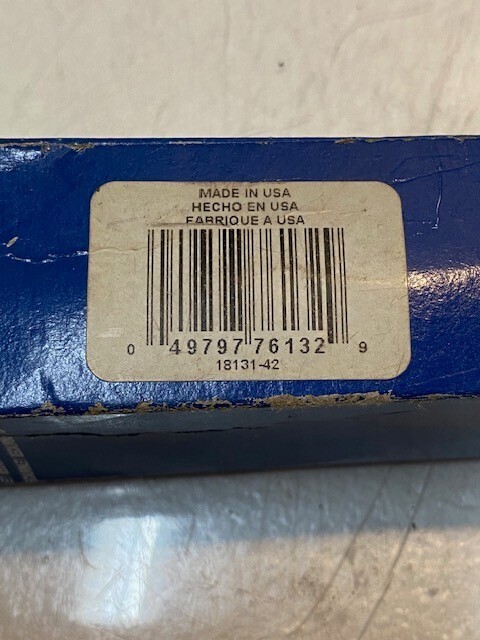 MADE IN USA
HECHO EN USA
FABRIQUE A USA
0 49797 76132 9
18131-42